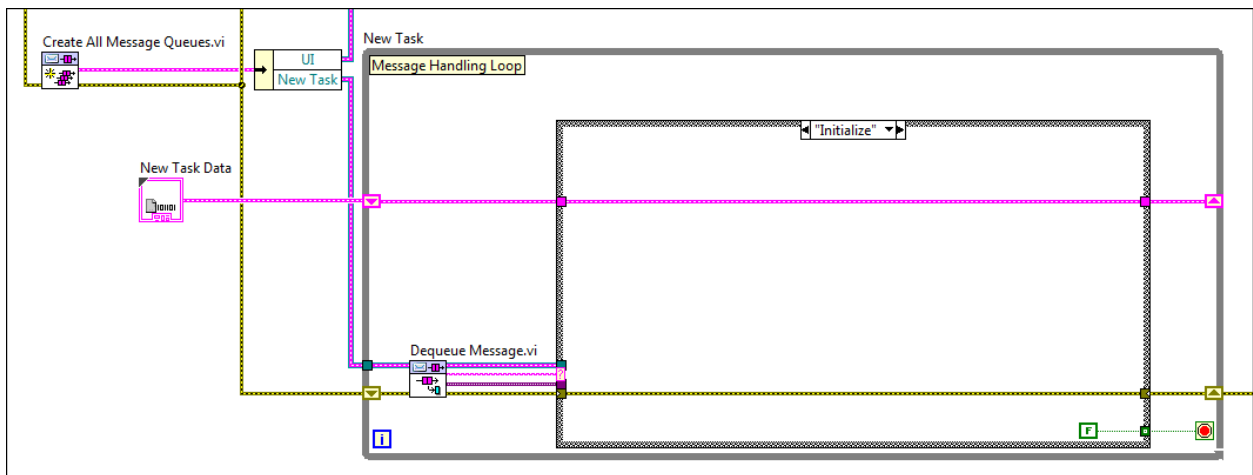 Create All Message Queues.vi
UI
New Task
New Task
Message Handling Loop
"Initialize"
New Task Data
Dequeue Message.vi
?
i
F